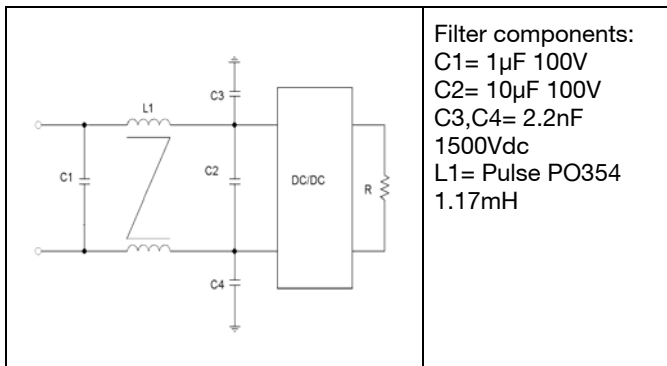 C3
L1
C1
C2
DC/DC
R
C4
Filter components:
C1= 1µF 100V
C2= 10µF 100V
C3,C4= 2.2nF
1500Vdc
L1= Pulse PO354
1.17mH